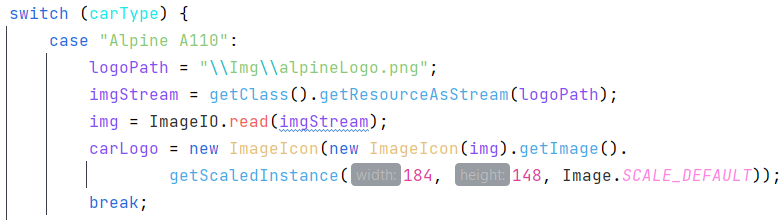 switch (carType) {
case "Alpine A110":
logoPath = "\\Img\\alpineLogo.png";
imgStream = getClass().getResourceAsStream(logoPath);
img = ImageIO.read(imgStream);
carLogo = new ImageIcon(new ImageIcon(img).getImage().
getScaledInstance( width: 184, height: 148, Image.SCALE_DEFAULT));
break;